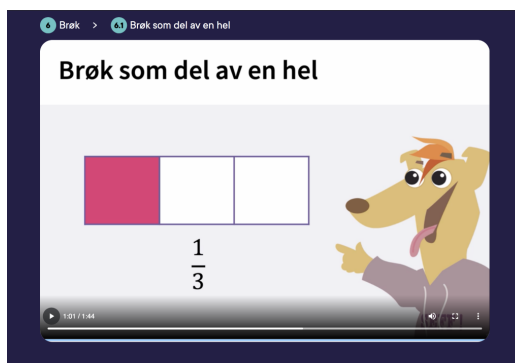 6 Brøk > 6.1 Brøk som del av en hel
Brøk som del av en hel
1
3
1:01 / 1:44